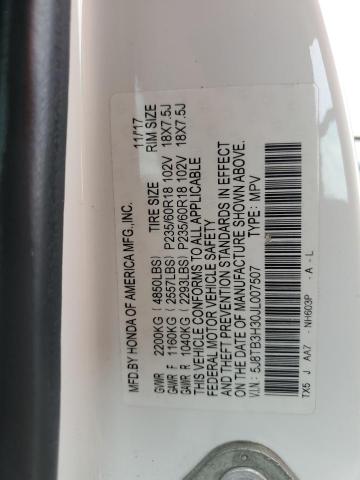 MFD.BY HONDA OF AMERICA MFG.,INC. 11/17
TIRE SIZE RIM SIZE
GVWR 2200KG (4850LBS)
GAWR F 1160KG (2557LBS) P235/60R18 102V 18X7.5J
GAWR R 1040KG (2293LBS) P235/60R18 102V 18X7.5J
THIS VEHICLE CONFORMS TO ALL APPLICABLE
FEDERAL MOTOR VEHICLE SAFETY
AND THEFT PREVENTION STANDARDS IN EFFECT
ON THE DATE OF MANUFACTURE SHOWN ABOVE.
V.I.N.: 5J8TB3H30JL007507 TYPE: MPV
TX5 J AA7 - NH603P - A - L